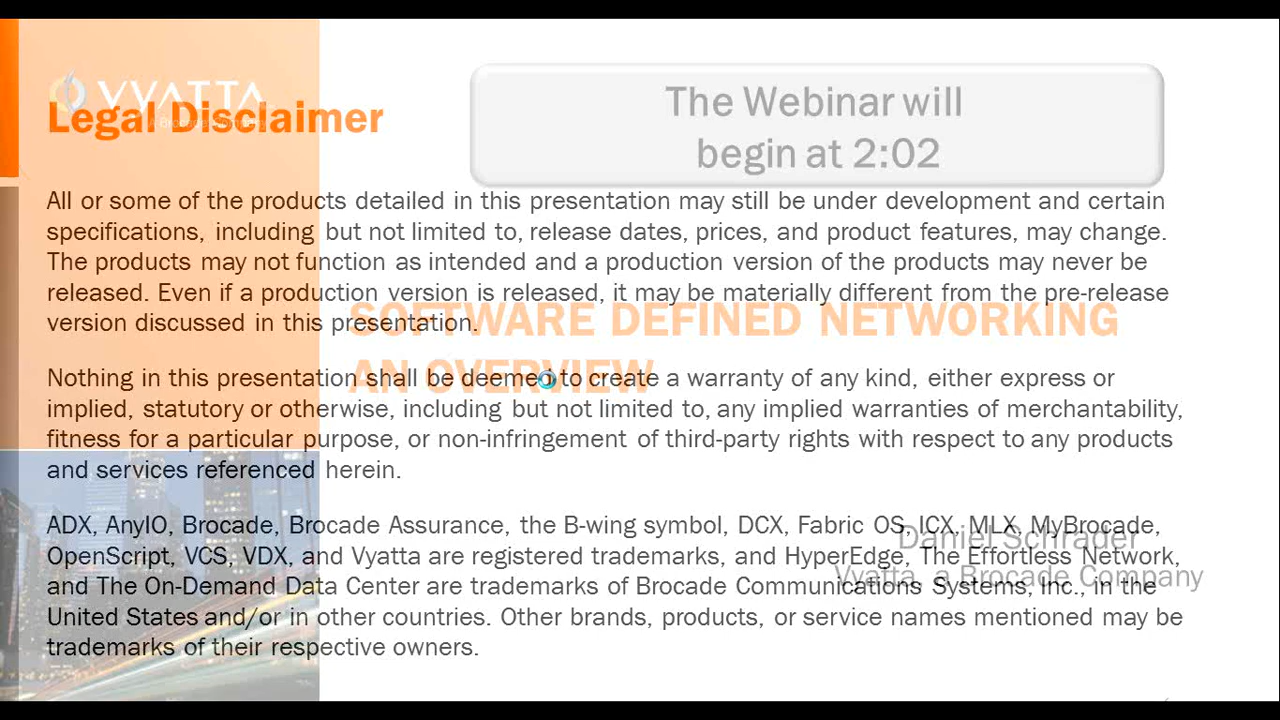 VYATTA
Legal Disclaimer
The Webinar will
begin at 2:02
All or some of the products detailed in this presentation may still be under development and certain
specifications, including but not limited to, release dates, prices, and product features, may change.
The products may not function as intended and a production version of the products may never be
released. Even if a production version is released, it may be materially different from the pre-release
version discussed in this presentation.
SOFTWARE DEFINED NETWORKING
AN OVERVIEW
Nothing in this presentation shall be deemed to create a warranty of any kind, either express or
implied, statutory or otherwise, including but not limited to, any implied warranties of merchantability,
fitness for a particular purpose, or non-infringement of third-party rights with respect to any products
and services referenced herein.
ADX, AnyIO, Brocade, Brocade Assurance, the B-wing symbol, DCX, Fabric OS, ICX, MLX, MyBrocade,
OpenScript, VCS, VDX, and Vyatta are registered trademarks, and HyperEdge, The Effortless Network,
and The On-Demand Data Center are trademarks of Brocade Communications Systems, Inc., in the
United States and/or in other countries. Other brands, products, or service names mentioned may be
trademarks of their respective owners.
Daniel Schrader
Vyatta, a Brocade Company